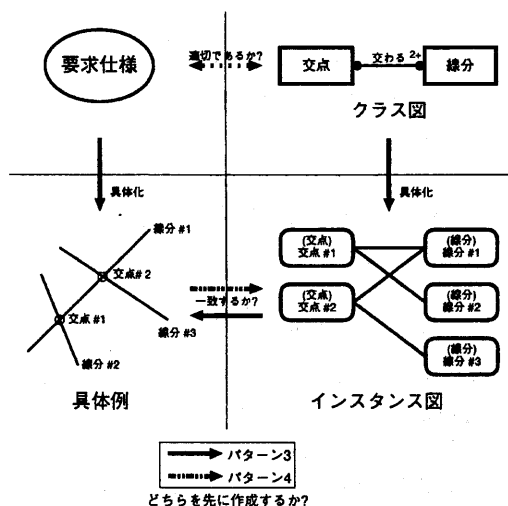 要求仕様
適切であるか?
交点
交わる 2+
線分
クラス図
具体化
具体化
線分 #1
交点# 2
交点 #1
線分 #3
線分 #2
具体例
一致するか?
(交点)
交点 #1
(線分)
線分 #1
(交点)
交点 #2
(線分)
線分 #2
(線分)
線分 #3
インスタンス図
パターン3
パターン4
どちらを先に作成するか?